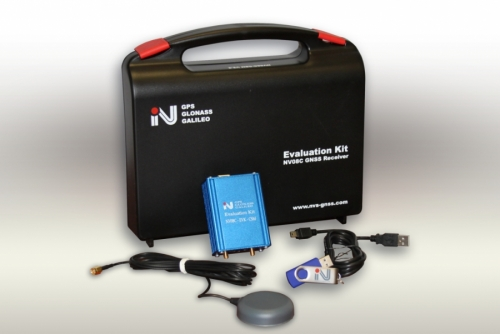 GPS
GLONASS
GALILEO
Evaluation Kit
NV08C GNSS Receiver
www.nvs-gnss.com
Evaluation Kit